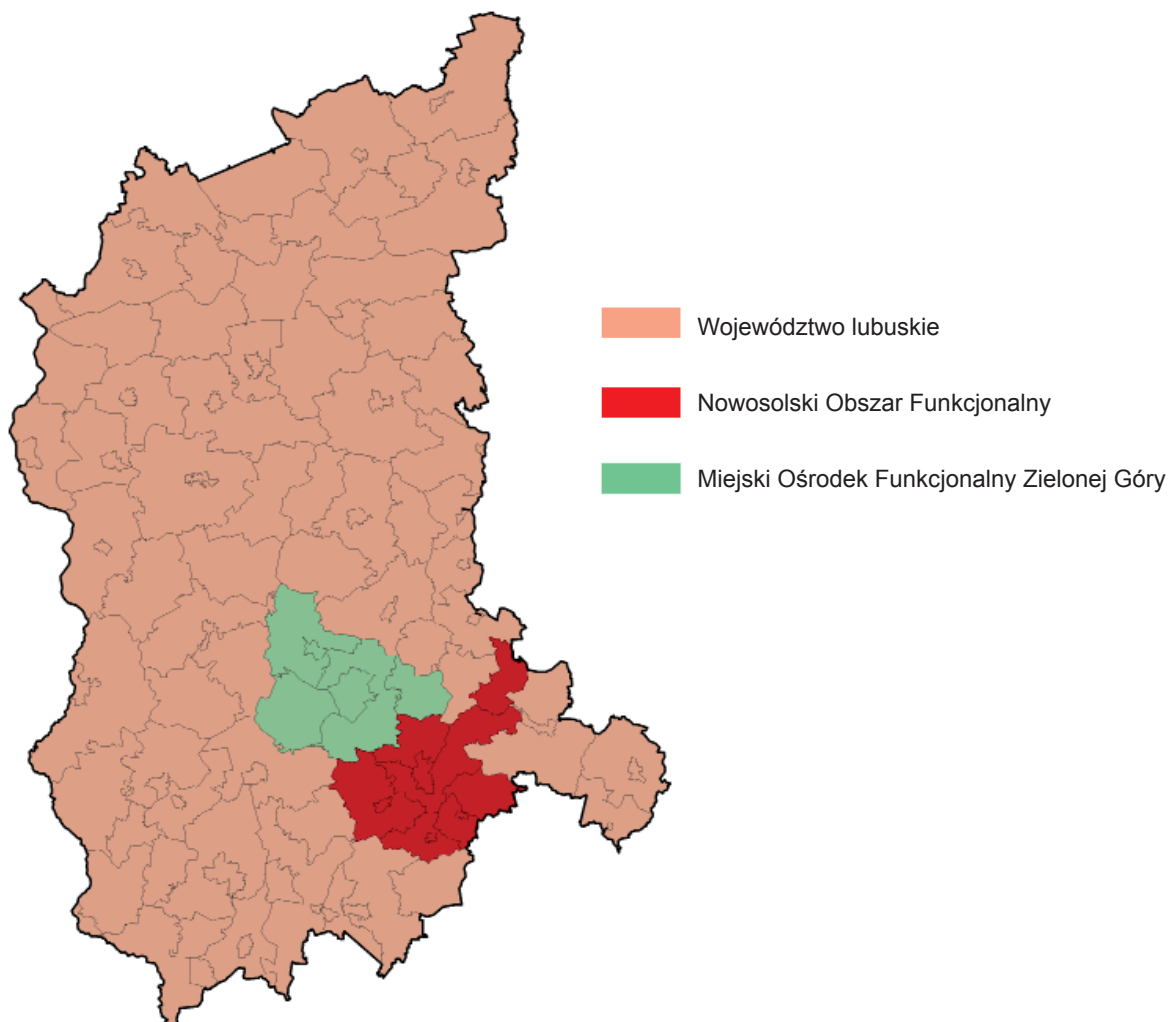 Województwo lubuskie
Nowosolski Obszar Funkcjonalny
Miejski Ośrodek Funkcjonalny Zielonej Góry